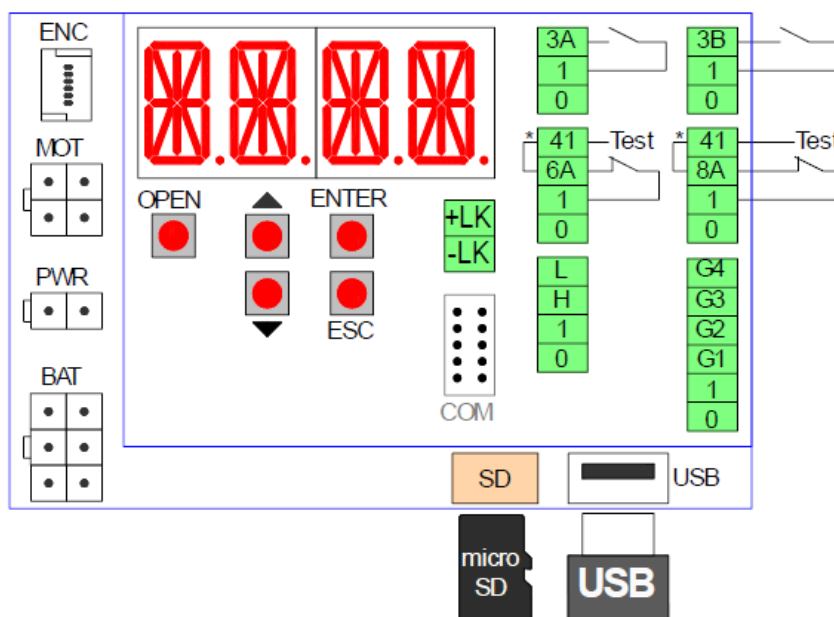 ENC
MOT
PWR
BAT
OPEN
ENTER
ESC
+LK
-LK
COM
3A
1
0
3B
1
0
* 41 Test
6A
1
0
* 41 Test
8A
1
0
L
H
1
0
G4
G3
G2
G1
1
0
SD
USB
micro
SD
USB